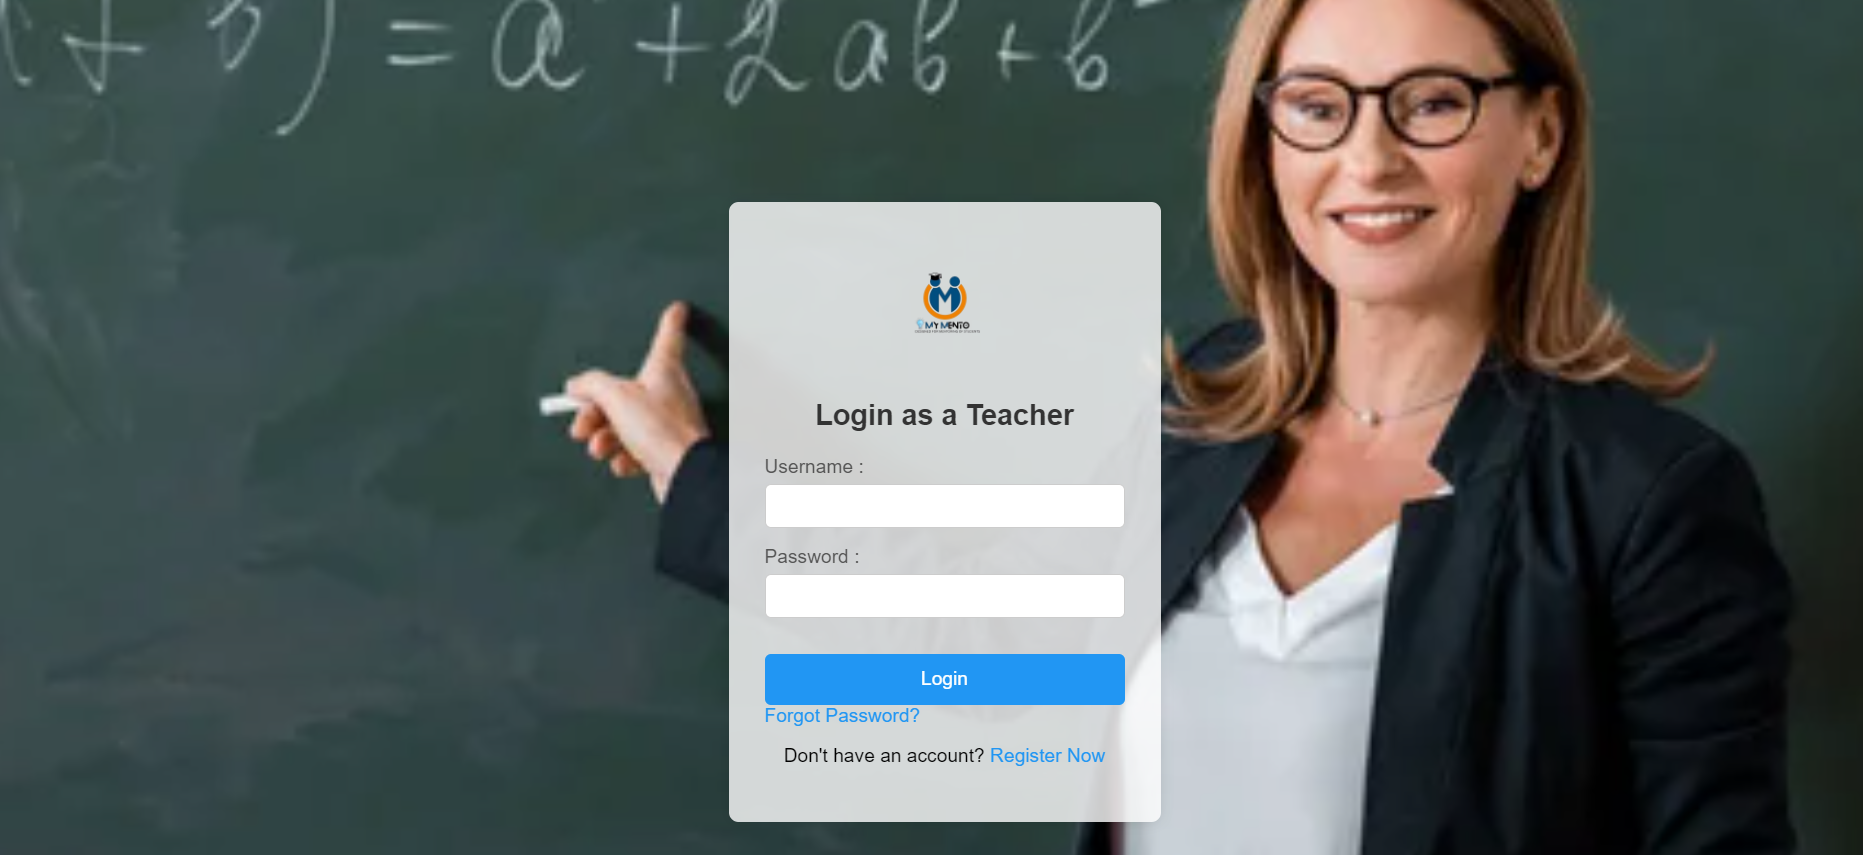 + b) = a + 2ab + b
MY MENTO
Login as a Teacher
Username :
Password :
Login
Forgot Password?
Don't have an account? Register Now